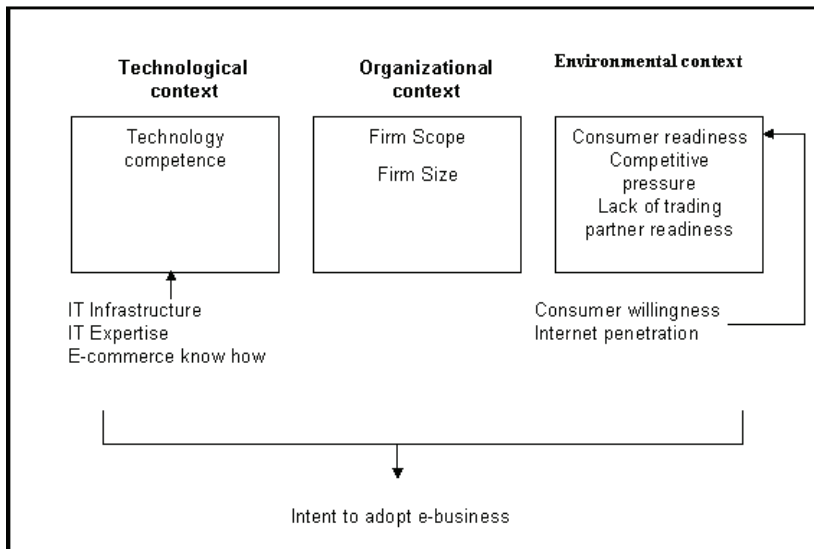 Technological
context
Organizational
context
Environmental context
Technology
competence
Firm Scope
Firm Size
Consumer readiness
Competitive
pressure
Lack of trading
partner readiness
IT Infrastructure
IT Expertise
E-commerce know how
Consumer willingness
Internet penetration
Intent to adopt e-business